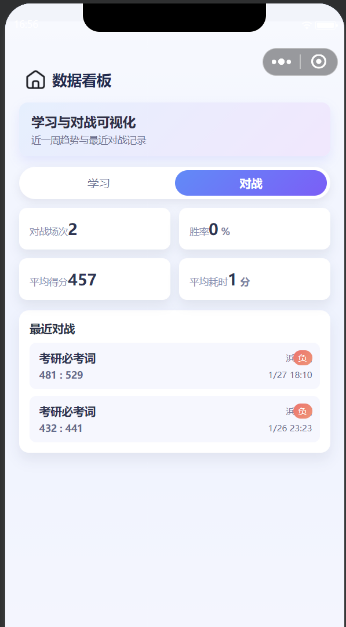 数据看板
学习与对战可视化
近一周趋势与最近对战记录
学习 对战
对战场次2 胜率0 %
平均得分457 平均耗时1 分
最近对战
考研必考词 负
481 : 529 1/27 18:10
考研必考词 负
432 : 441 1/26 23:23